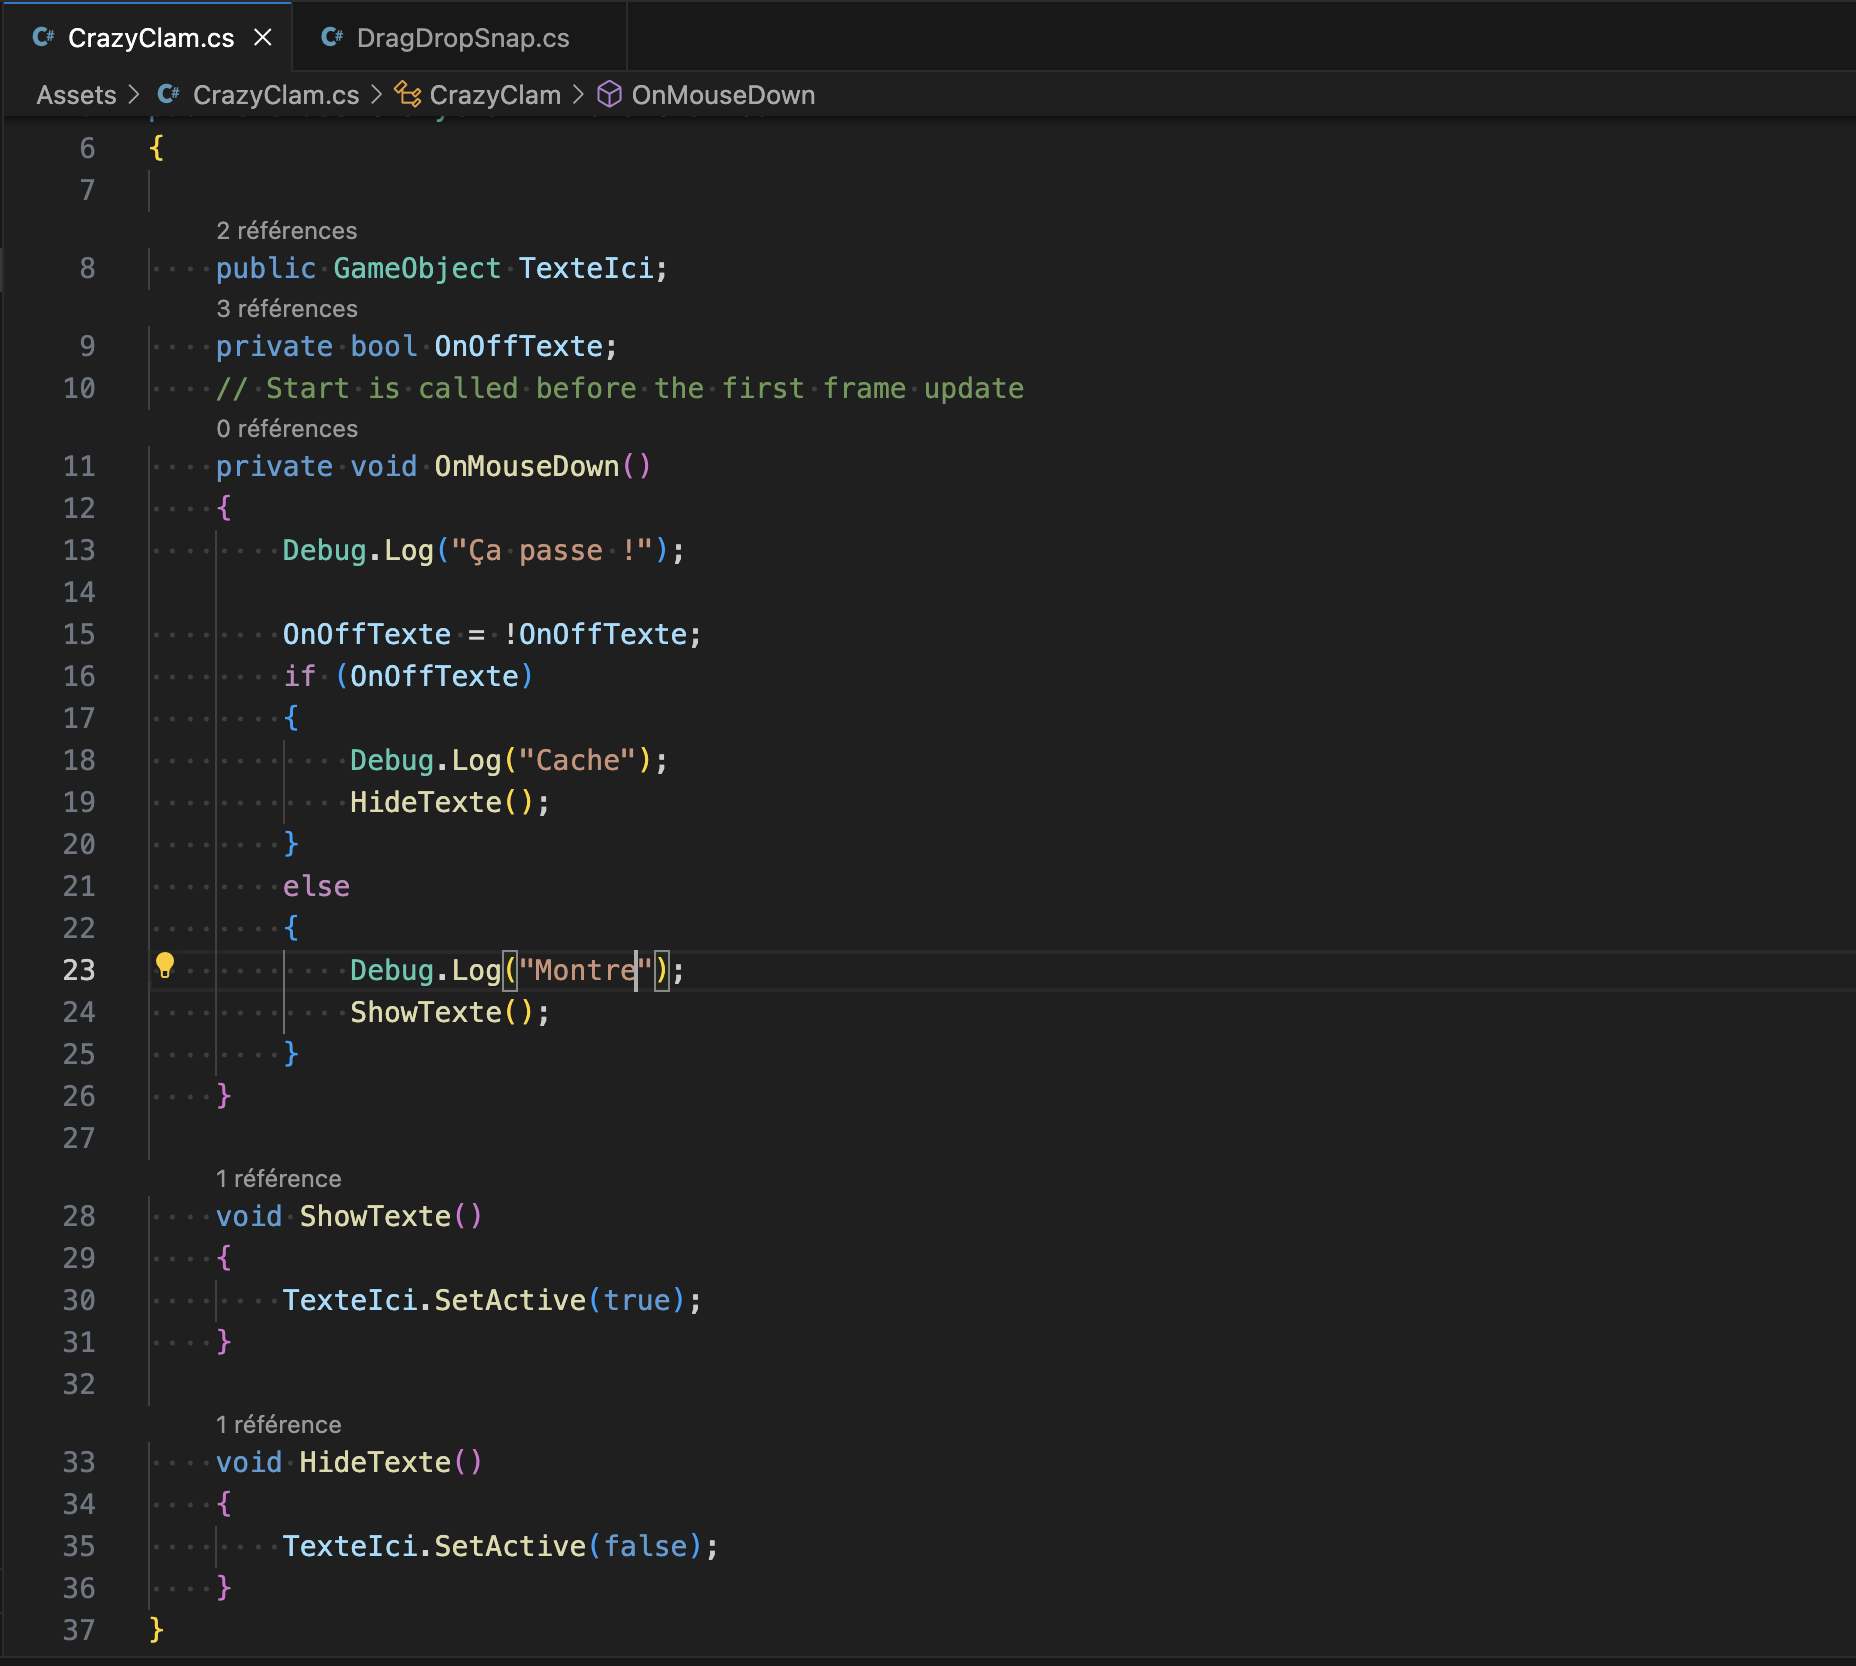 CrazyClam.cs
DragDropSnap.cs
Assets > CrazyClam.cs > CrazyClam > OnMouseDown
6 {
7
2 références
8 public GameObject TexteIci;
3 références
9 private bool OnOffTexte;
10 // Start is called before the first frame update
0 références
11 private void OnMouseDown()
12 {
13 Debug.Log("Ça passe !");
14
15 OnOffTexte = !OnOffTexte;
16 if (OnOffTexte)
17 {
18 Debug.Log("Cache");
19 HideTexte();
20 }
21 else
22 {
23 Debug.Log("Montre");
24 ShowTexte();
25 }
26 }
27
1 référence
28 void ShowTexte()
29 {
30 TexteIci.SetActive(true);
31 }
32
1 référence
33 void HideTexte()
34 {
35 TexteIci.SetActive(false);
36 }
37 }